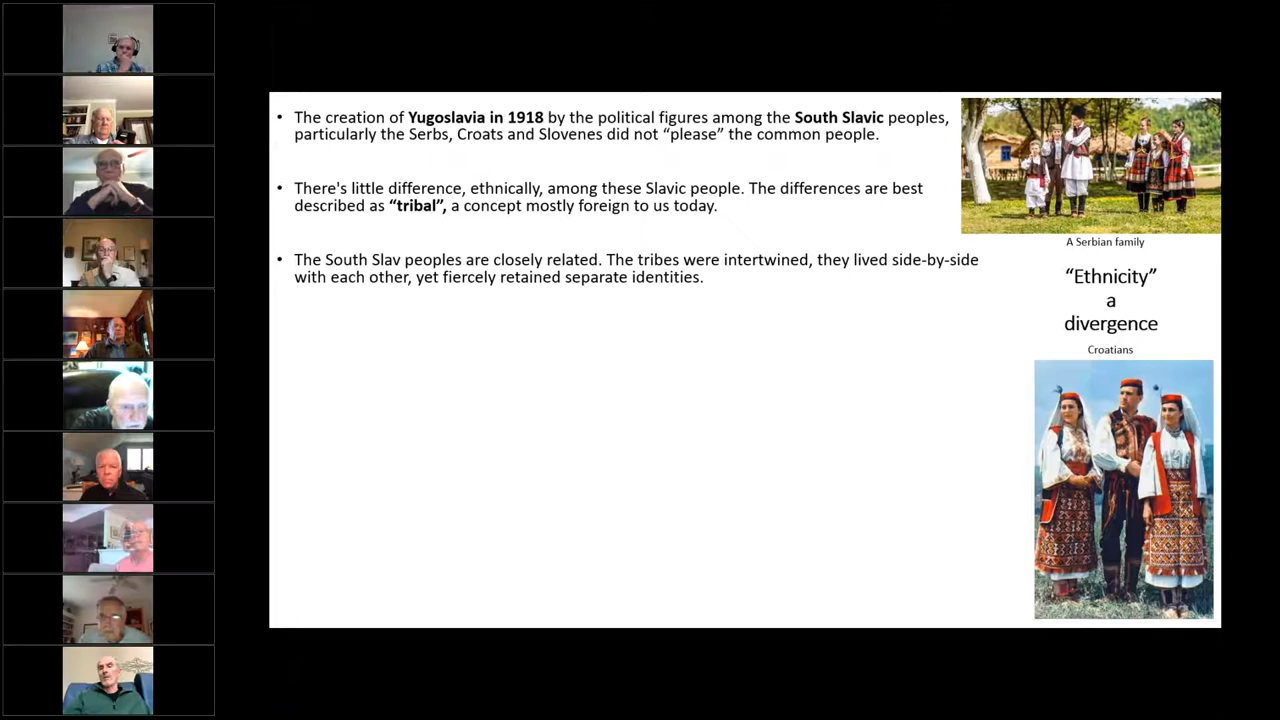 • The creation of Yugoslavia in 1918 by the political figures among the South Slavic peoples,
particularly the Serbs, Croats and Slovenes did not “please” the common people.
• There's little difference, ethnically, among these Slavic people. The differences are best
described as “tribal”, a concept mostly foreign to us today.
• The South Slav peoples are closely related. The tribes were intertwined, they lived side-by-side
with each other, yet fiercely retained separate identities.
A Serbian family
“Ethnicity”
a
divergence
Croatians